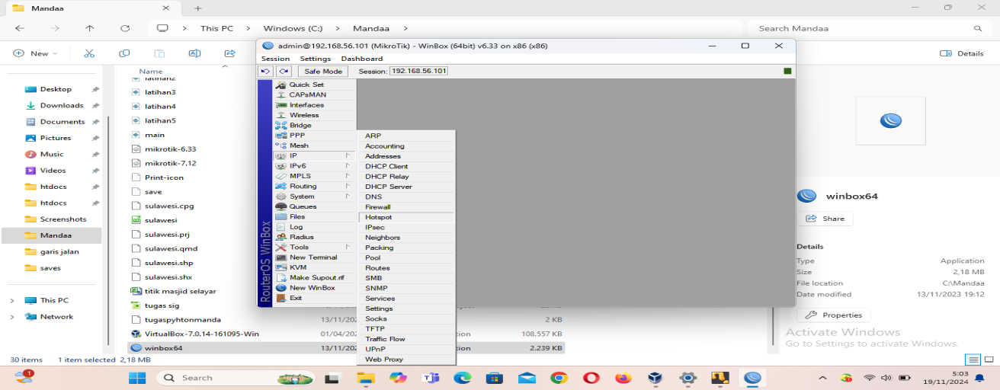 Mandaa
This PC > Windows (C:) > Mandaa >
Search Mandaa
New
Details
Name
Desktop
Downloads
Documents
Pictures
Music
Videos
htdocs
htdocs
Screenshots
Mandaa
garis jalan
saves
This PC
Network
latihan2
latihan3
latihan4
latihan5
main
mikrotik-6.33
mikrotik-7.12
Print-icon
save
sulawesi.cpg
sulawesi
sulawesi.prj
sulawesi.qmd
sulawesi.shp
sulawesi.shx
titik masjid selayar
tugas sig
tugaspyhtonmanda 13/11/202 2 KB
VirtualBox-7.0.14-161095-Win 01/04/202 tion 108.557 KB
winbox64 13/11/202 tion 2.239 KB
admin@192.168.56.101 (MikroTik) - WinBox (64bit) v6.33 on x86 (x86)
Session Settings Dashboard
Safe Mode Session: 192.168.56.101
RouterOS WinBox
Quick Set
CAPsMAN
Interfaces
Wireless
Bridge
PPP
Mesh
IP
IPv6
MPLS
Routing
System
Queues
Files
Log
Radius
Tools
New Terminal
KVM
Make Supout.rif
New WinBox
Exit
ARP
Accounting
Addresses
DHCP Client
DHCP Relay
DHCP Server
DNS
Firewall
Hotspot
IPsec
Neighbors
Packing
Pool
Routes
SMB
SNMP
Services
Settings
Socks
TFTP
Traffic Flow
UPnP
Web Proxy
winbox64
Share
Details
Type Application
Size 2,18 MB
File location C:\Mandaa
Date modified 13/11/2023 19:12
Properties
Activate Windows
Go to Settings to activate Windows.
30 items 1 item selected 2,18 MB
1
Search
5:03
19/11/2024